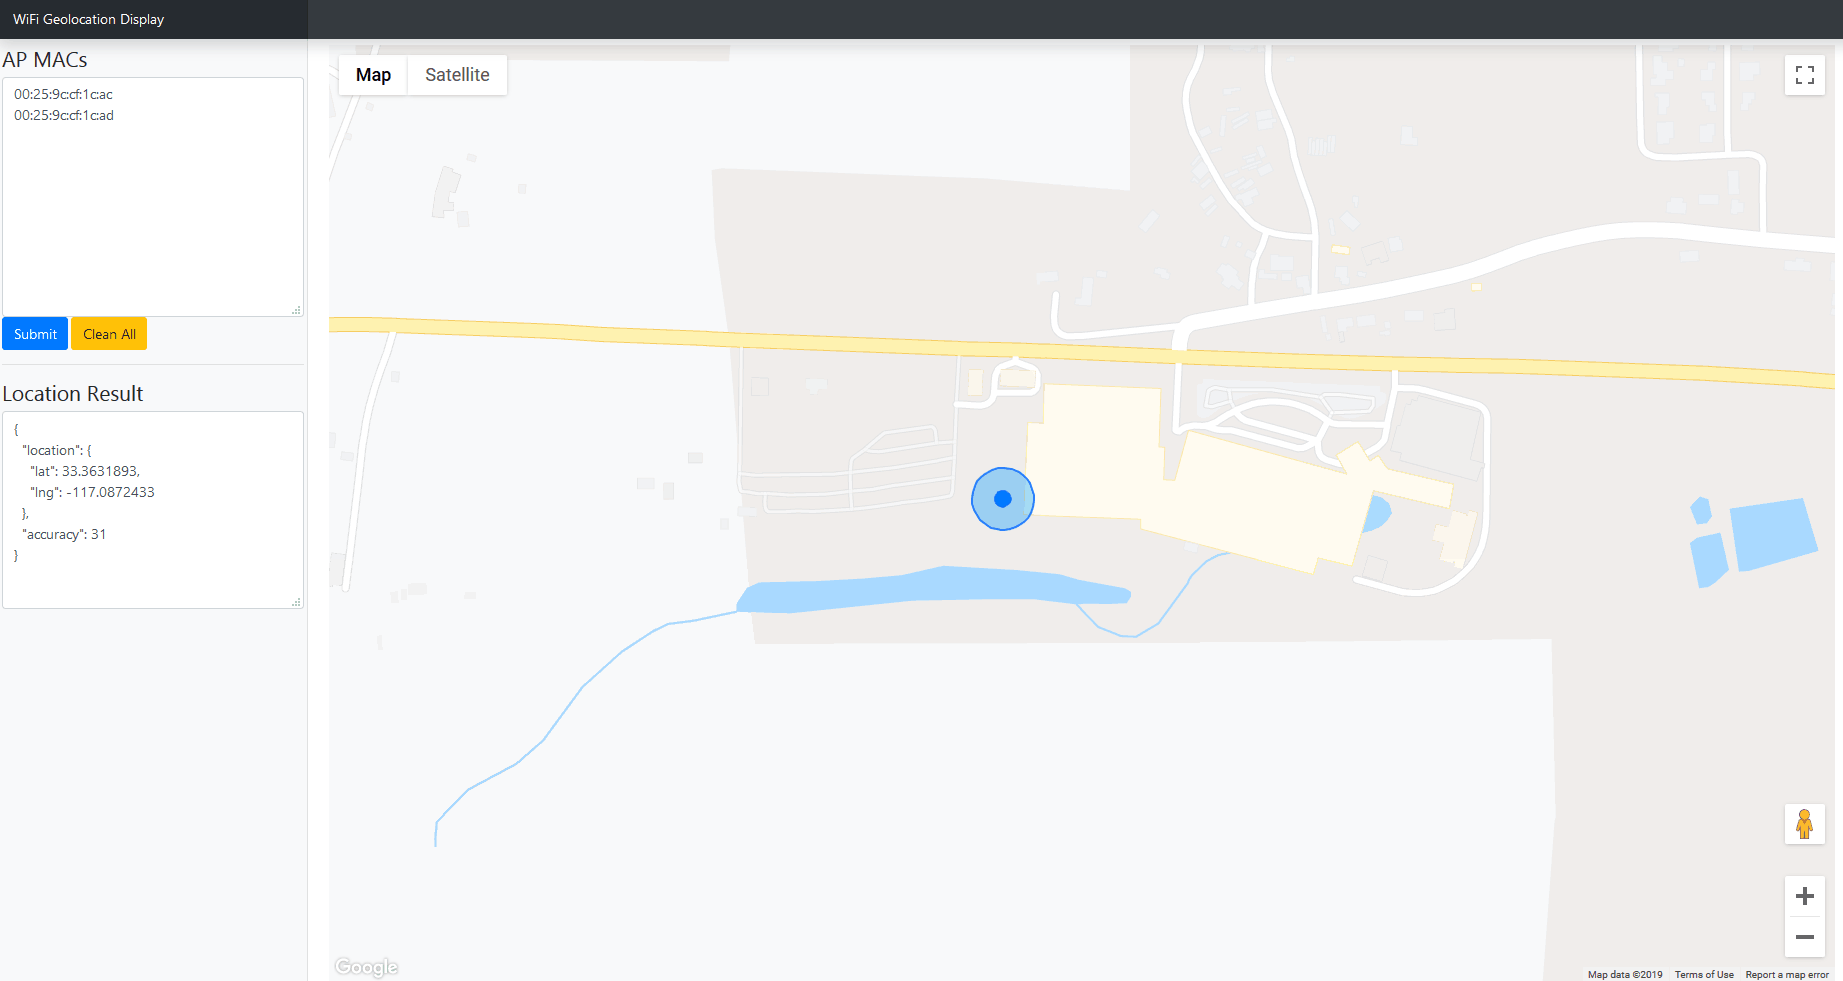 WiFi Geolocation Display
AP MACs
00:25:9c:cf:1c:ac
00:25:9c:cf:1c:ad
Submit
Clean All
Location Result
{
"location": {
"lat": 33.3631893,
"lng": -117.0872433
},
"accuracy": 31
}
Map
Satellite
Google
Map data ©2019
Terms of Use
Report a map error